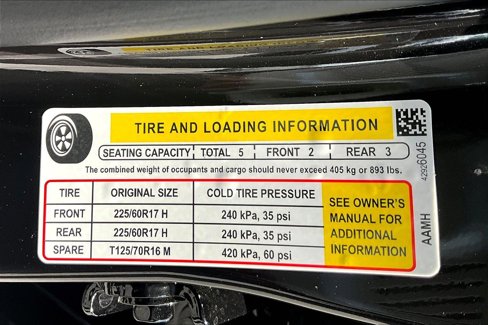 TIRE AND LOADING INFORMATION
SEATING CAPACITY TOTAL 5 FRONT 2 REAR 3
The combined weight of occupants and cargo should never exceed 405 kg or 893 lbs.
TIRE ORIGINAL SIZE COLD TIRE PRESSURE
FRONT 225/60R17 H 240 kPa, 35 psi
REAR 225/60R17 H 240 kPa, 35 psi
SPARE T125/70R16 M 420 kPa, 60 psi
SEE OWNER'S
MANUAL FOR
ADDITIONAL
INFORMATION
42926045
AAMH